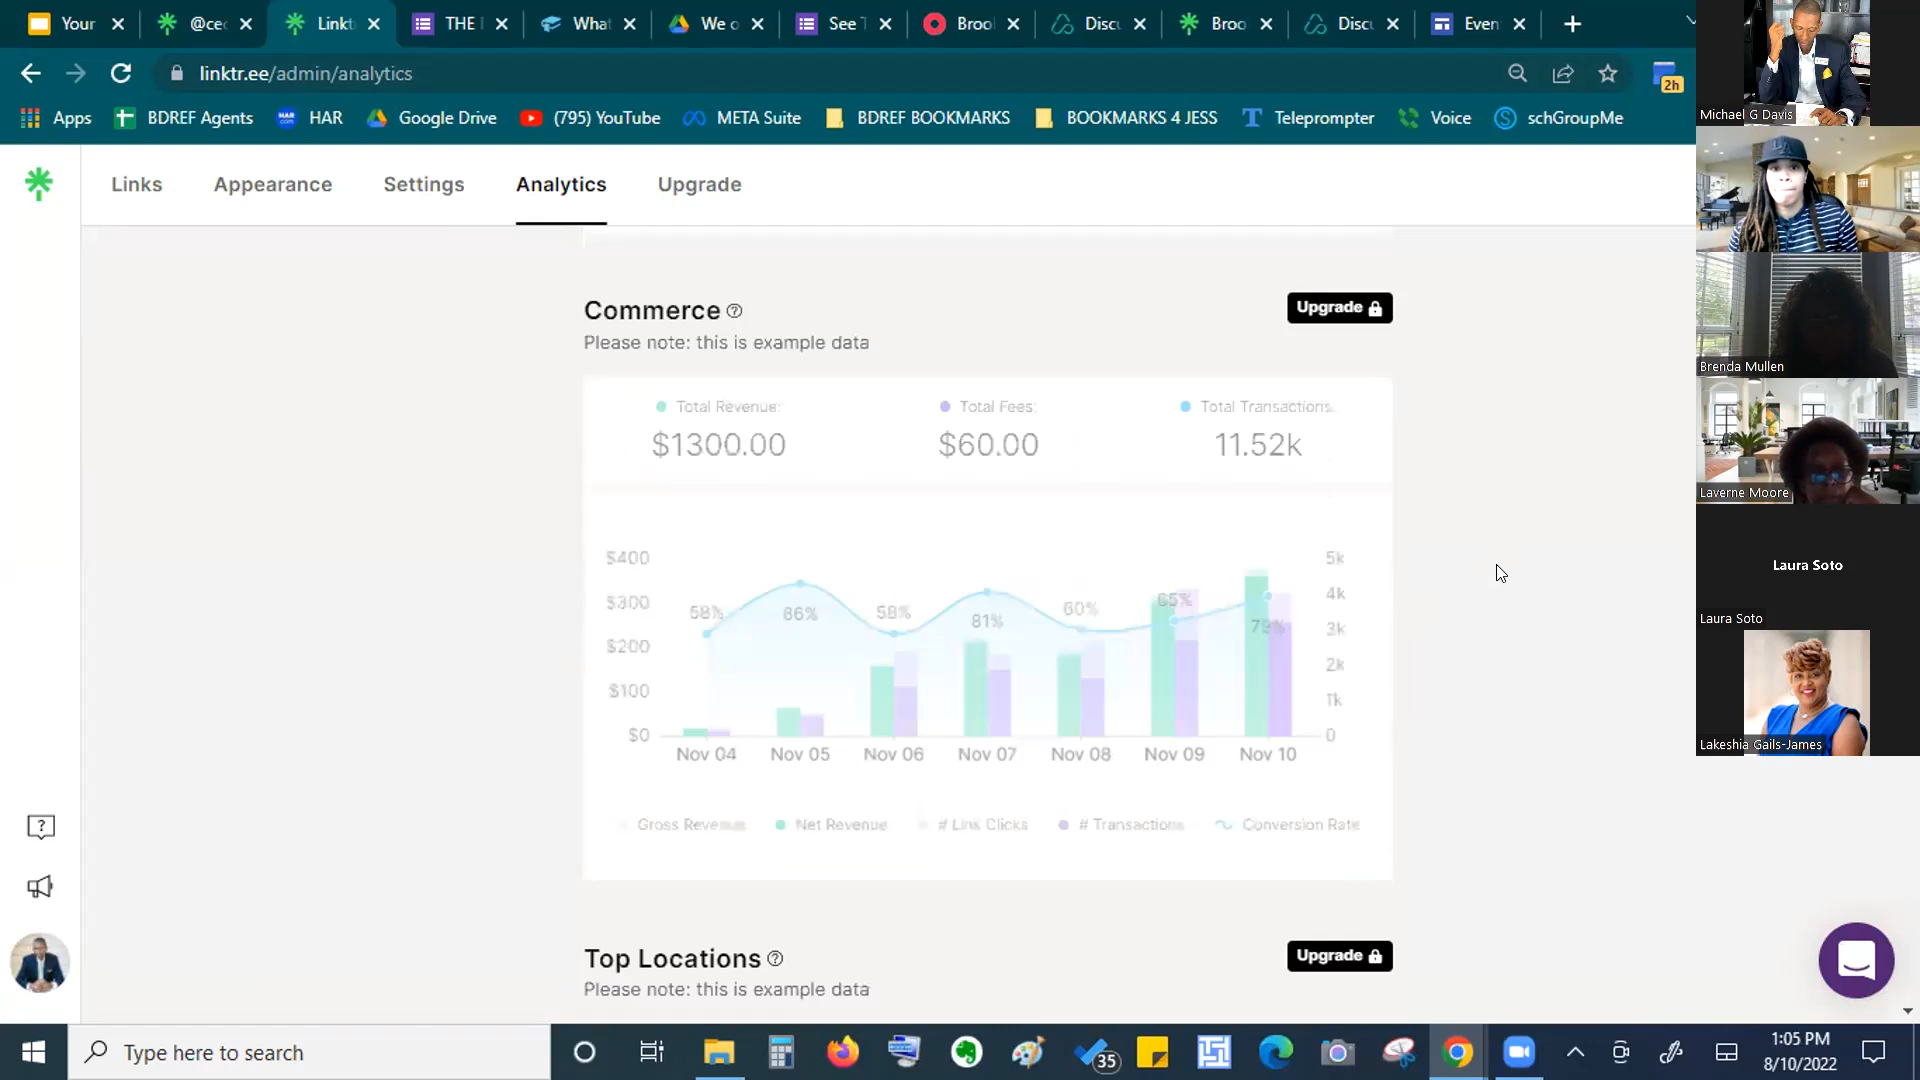 Your
@cec
Linkt
THE
What
We o
See T
Brool
Discu
Broo
Discu
Even
linktr.ee/admin/analytics
2h
Apps
BDREF Agents
HAR
Google Drive
(795) YouTube
META Suite
BDREF BOOKMARKS
BOOKMARKS 4 JESS
Teleprompter
Voice
schGroupMe
Links
Appearance
Settings
Analytics
Upgrade
Commerce
Upgrade
Please note: this is example data
Total Revenue:
Total Fees:
Total Transactions
$1300.00
$60.00
11.52k
$400
$300
$200
$100
$0
58%
86%
58%
81%
60%
65%
79%
5k
4k
3k
2k
1k
0
Nov 04
Nov 05
Nov 06
Nov 07
Nov 08
Nov 09
Nov 10
Gross Revenue
Net Revenue
# Link Clicks
# Transactions
Conversion Rate
Top Locations
Upgrade
Please note: this is example data
Michael G Davis
Brenda Mullen
Laverne Moore
Laura Soto
Laura Soto
Lakeshia Gails-James
Type here to search
35
1:05 PM
8/10/2022